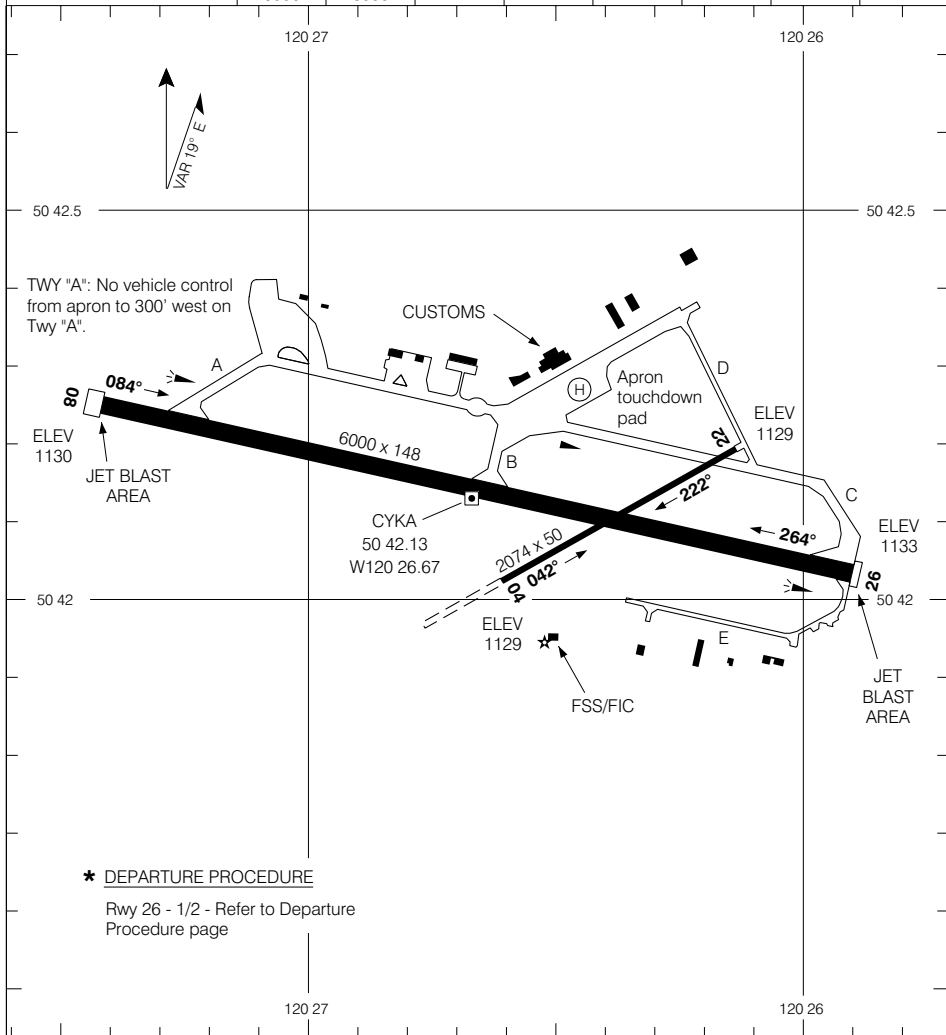 120 27
120 26
VAR 19° E
50 42.5
50 42.5
TWY "A": No vehicle control
from apron to 300' west on
Twy "A".
CUSTOMS
A
D
H
Apron
touchdown
pad
084°
08
ELEV
1130
JET BLAST
AREA
6000 x 148
B
22
ELEV
1129
222°
C
CYKA
50 42.13
W120 26.67
2074 x 50
042°
04
264°
ELEV
1133
26
50 42
50 42
ELEV
1129
E
FSS/FIC
JET
BLAST
AREA
* DEPARTURE PROCEDURE
Rwy 26 - 1/2 - Refer to Departure
Procedure page
120 27
120 26